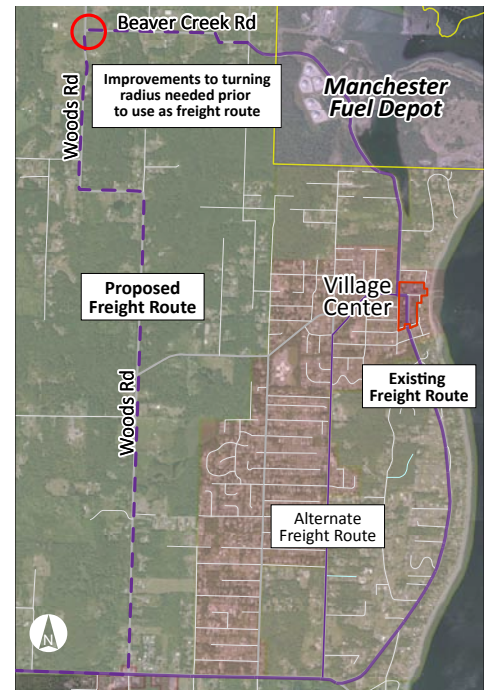 Beaver Creek Rd
Improvements to turning
radius needed prior
to use as freight route
Manchester
Fuel Depot
Woods Rd
Proposed
Freight Route
Village
Center
Existing
Freight Route
Woods Rd
Alternate
Freight Route
N